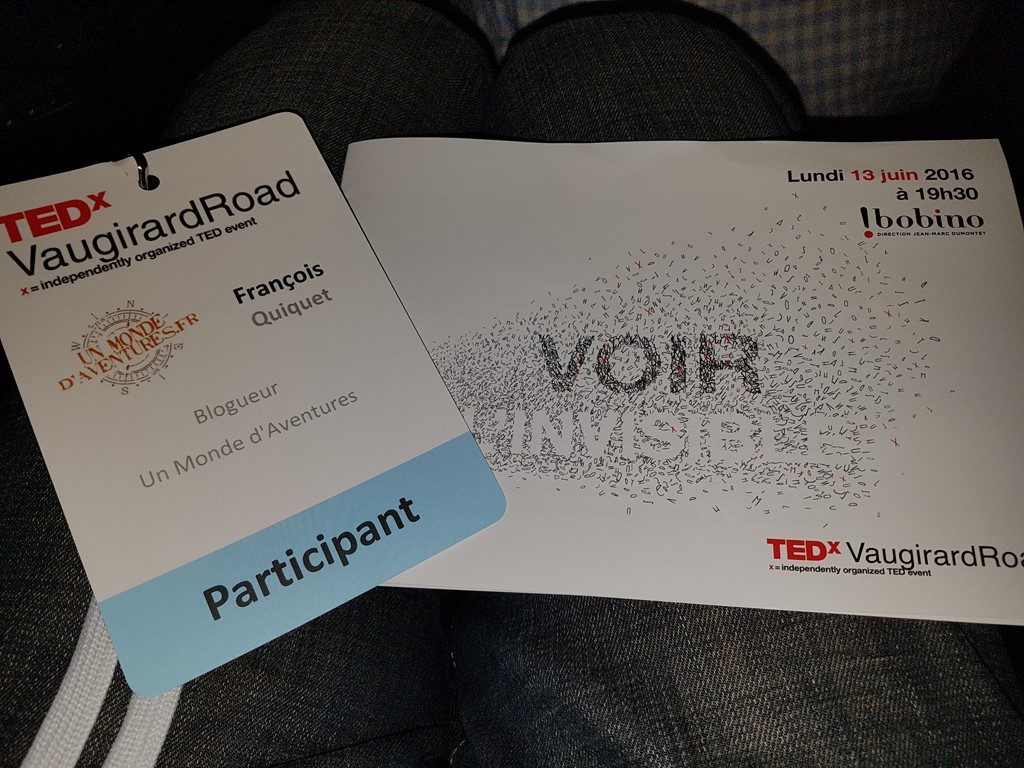 TEDx
VaugirardRoad
x = independently organized TED event
François
Quiquet
N
W
S
UN MONDE
D'AVENTURES.FR
Blogueur
Un Monde d'Aventures
Participant
Lundi 13 juin 2016
à 19h30
!bobino
DIRECTION JEAN-MARC DUMONTET
VOIR
L'INVISIBLE
TEDx VaugirardRoa
x = independently organized TED event